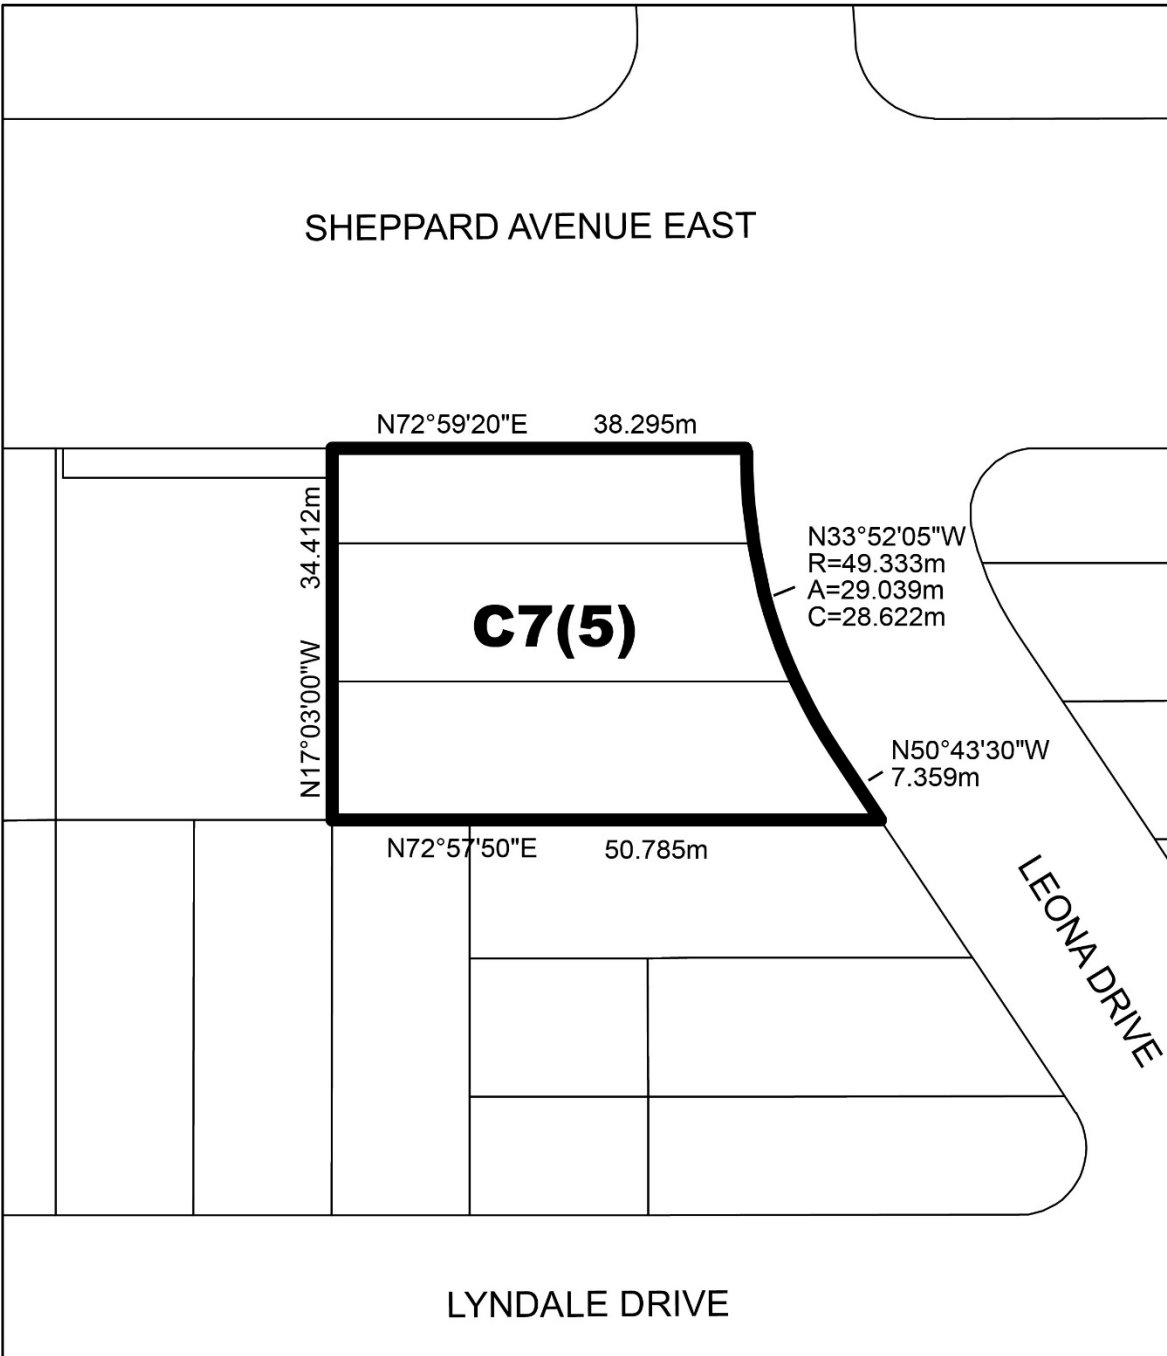 SHEPPARD AVENUE EAST
N72°59'20"E 38.295m
34.412m
N17°03'00"W
N33°52'05"W
R=49.333m
A=29.039m
C=28.622m
C7(5)
N50°43'30"W
7.359m
N72°57'50"E 50.785m
LEONA DRIVE
LYNDALE DRIVE